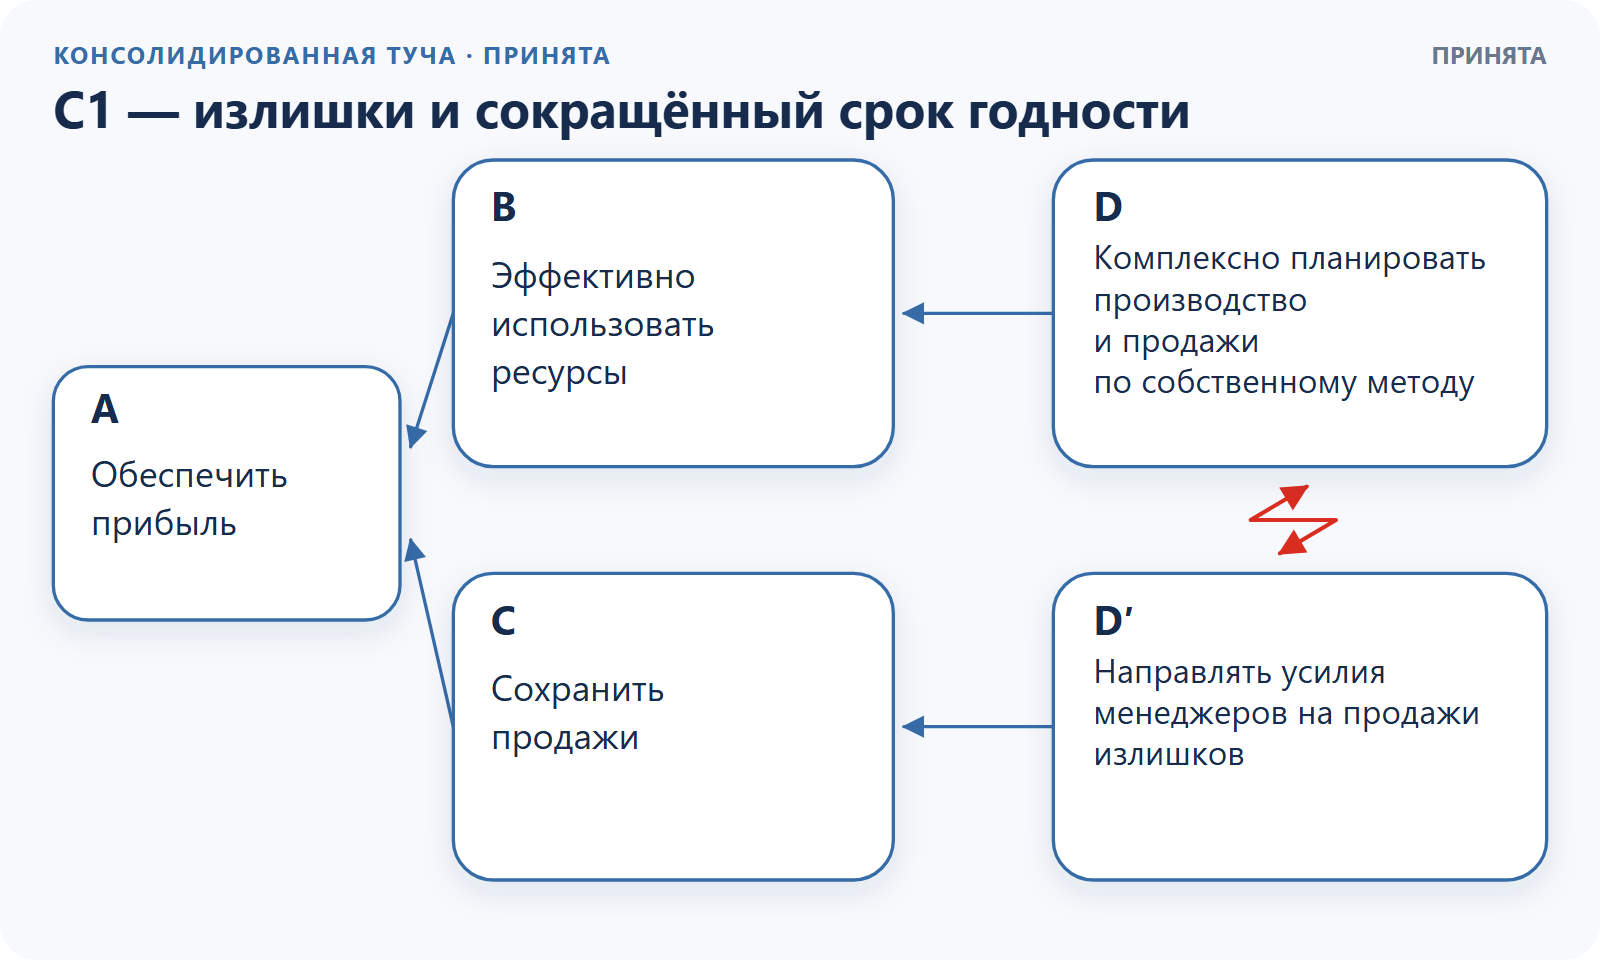 КОНСОЛИДИРОВАННАЯ ТУЧА · ПРИНЯТА
ПРИНЯТА
C1 — излишки и сокращённый срок годности
A
Обеспечить
прибыль
B
Эффективно
использовать
ресурсы
D
Комплексно планировать
производство
и продажи
по собственному методу
C
Сохранить
продажи
D′
Направлять усилия
менеджеров на продажи
излишков